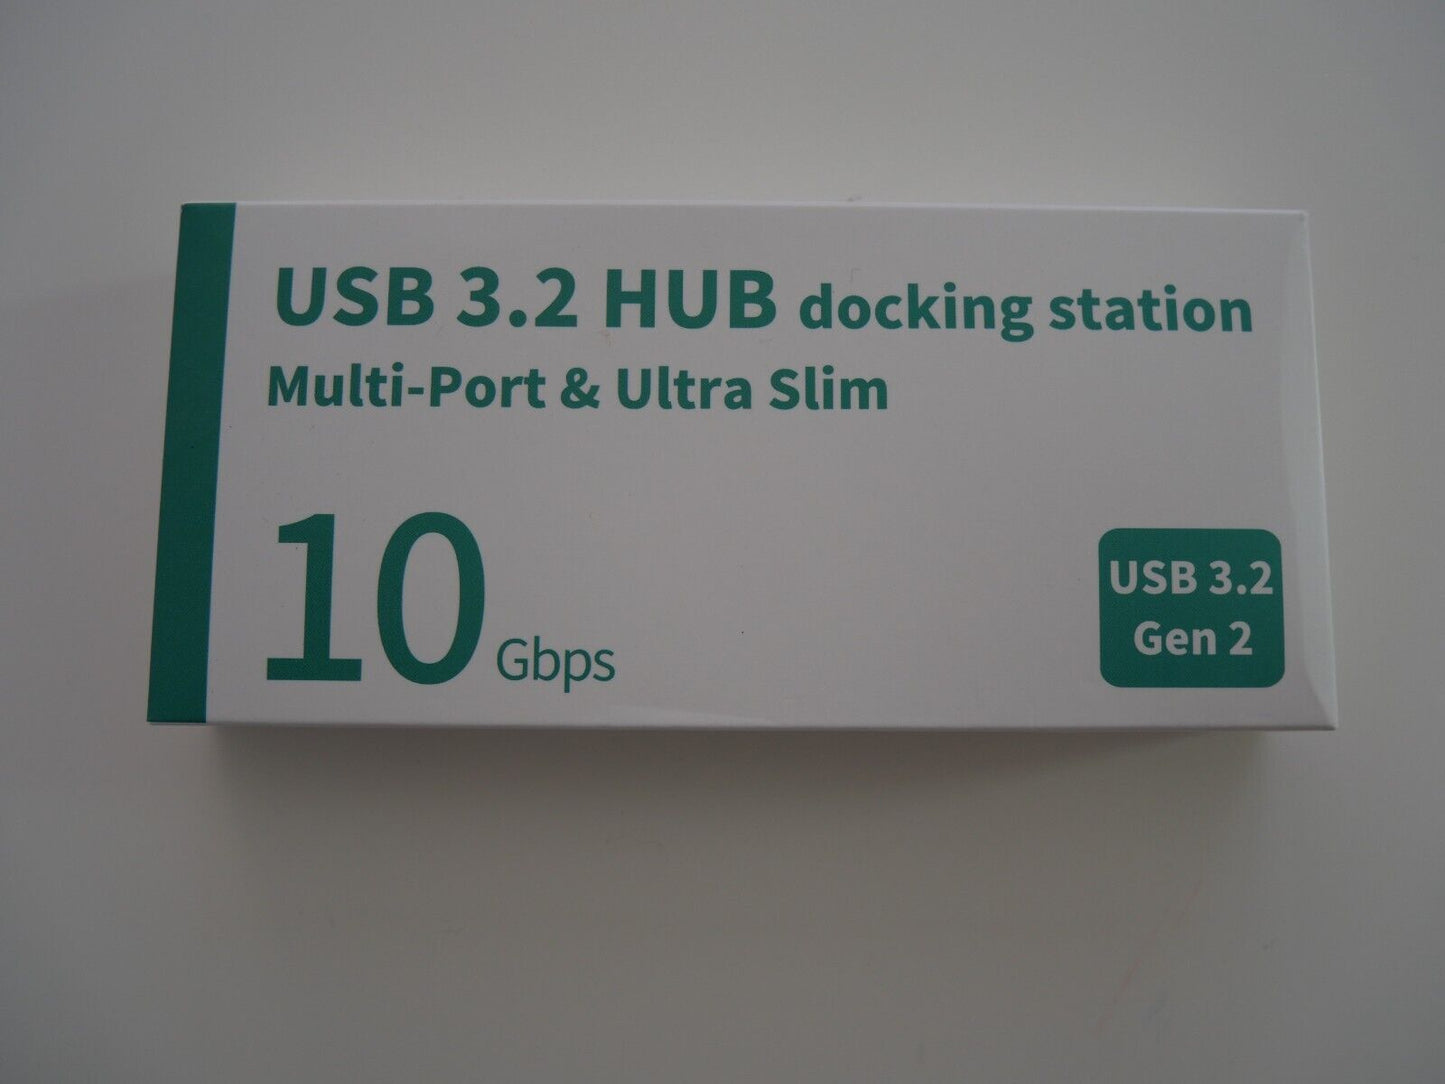 USB 3.2 HUB docking station
Multi-Port & Ultra Slim
10 Gbps
USB 3.2
Gen 2